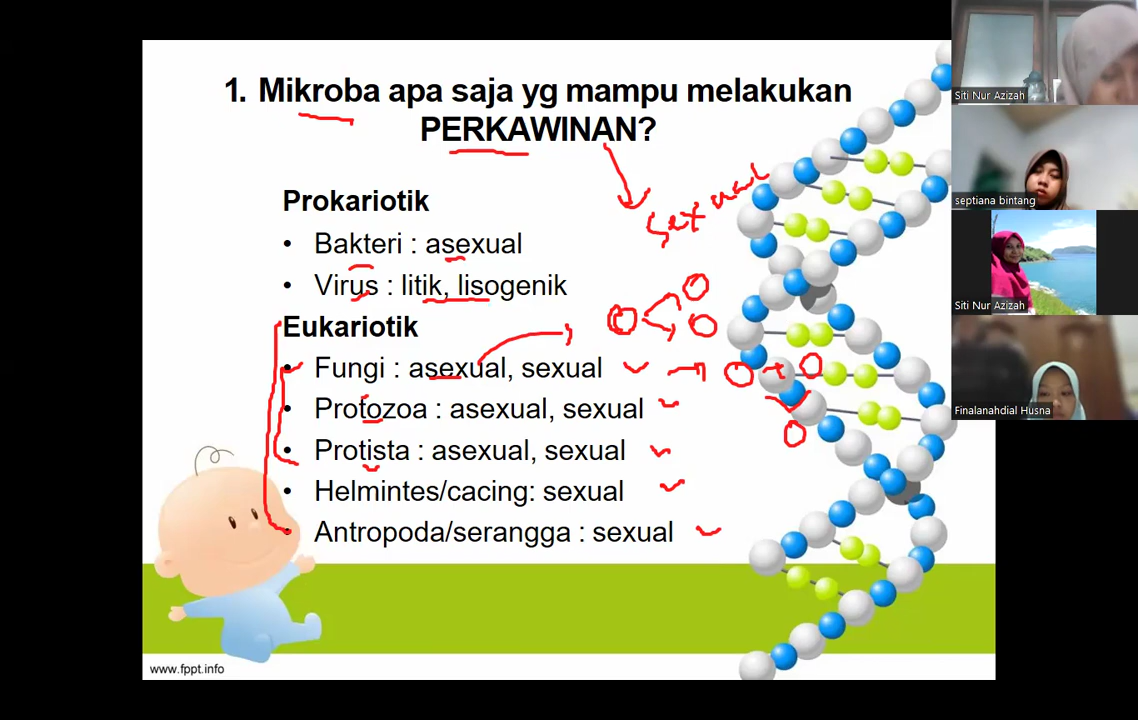 1. Mikroba apa saja yg mampu melakukan
PERKAWINAN?
Prokariotik
• Bakteri : asexual
• Virus : litik, lisogenik
Eukariotik
• Fungi : asexual, sexual
• Protozoa : asexual, sexual
• Protista : asexual, sexual
• Helmintes/cacing: sexual
• Antropoda/serangga : sexual
www.fppt.info
Siti Nur Azizah
septiana bintang
Siti Nur Azizah
Finalanahdial Husna